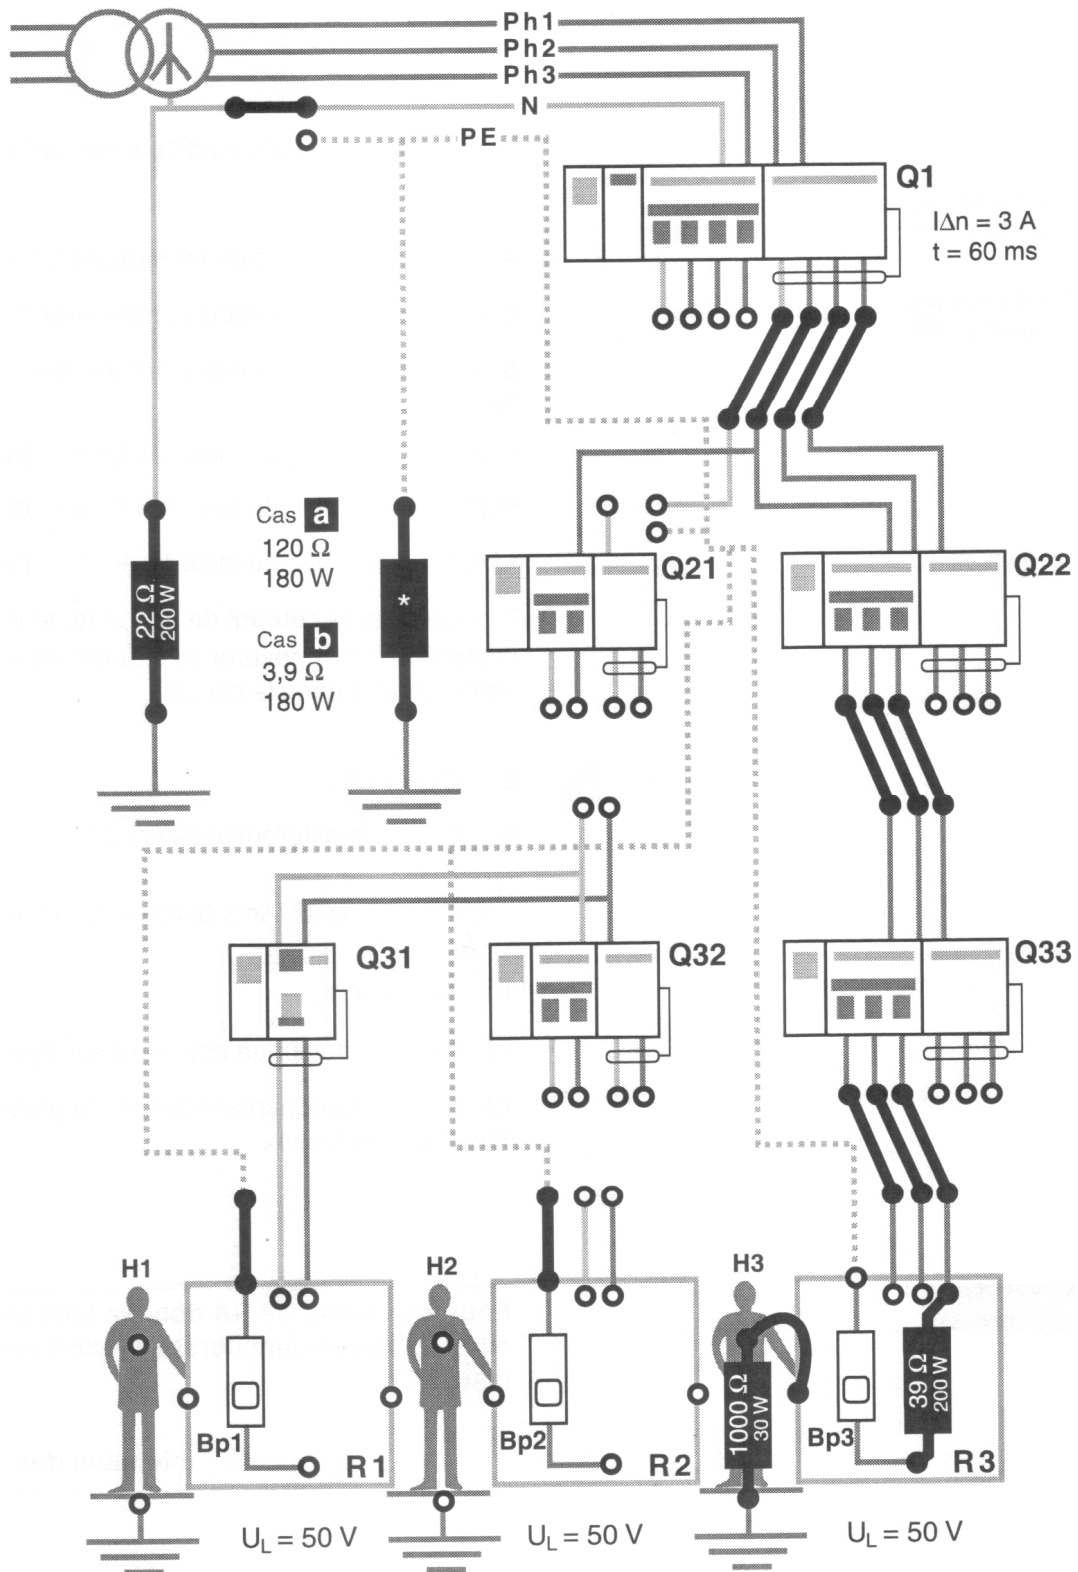 Ph1
Ph2
Ph3
N
PE
Q1
IΔn = 3 A
t = 60 ms
Cas a
120 Ω
180 W
22 Ω
200 W
*
Cas b
3,9 Ω
180 W
Q21
Q22
Q31
Q32
Q33
H1
H2
H3
Bp1
R1
Bp2
R2
1000 Ω
30 W
Bp3
39 Ω
200 W
R3
UL = 50 V
UL = 50 V
UL = 50 V